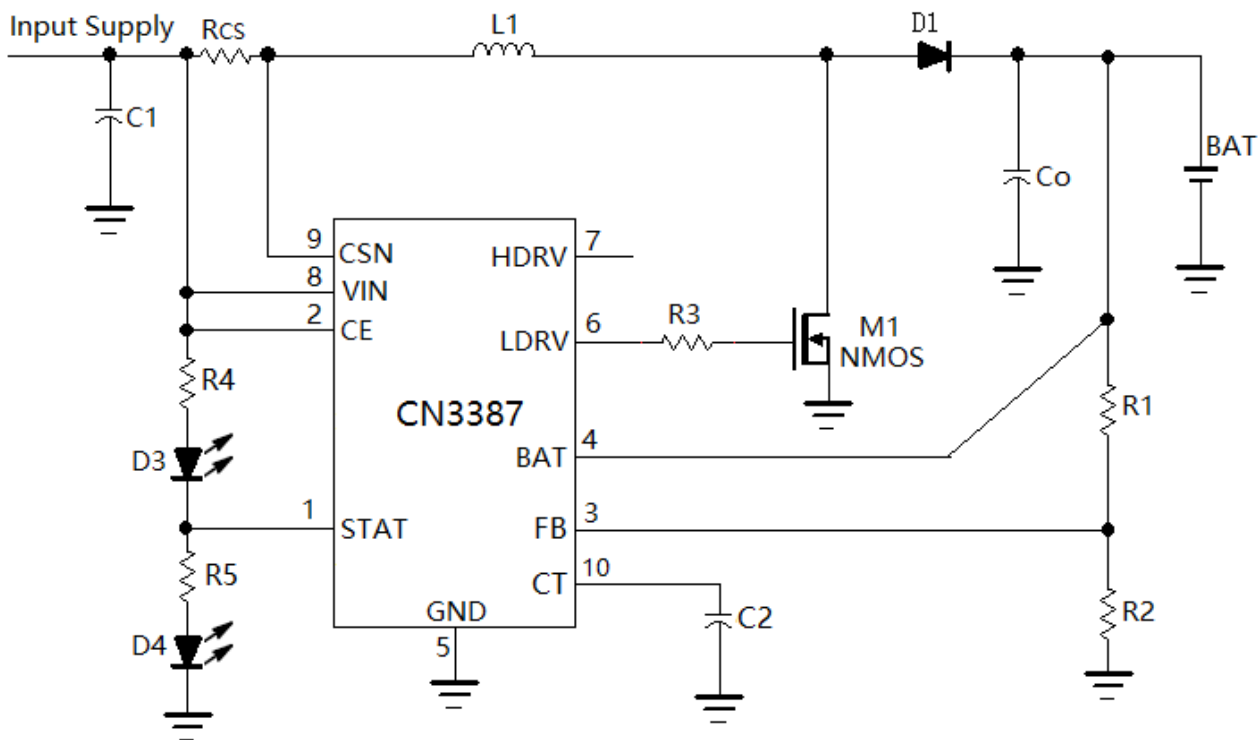 Input Supply
RCS
L1
D1
C1
Co
BAT
9
CSN
HDRV
7
8
VIN
2
CE
LDRV
6
R3
M1
NMOS
R4
CN3387
R1
D3
BAT
4
1
STAT
FB
3
R5
CT
10
GND
5
C2
R2
D4